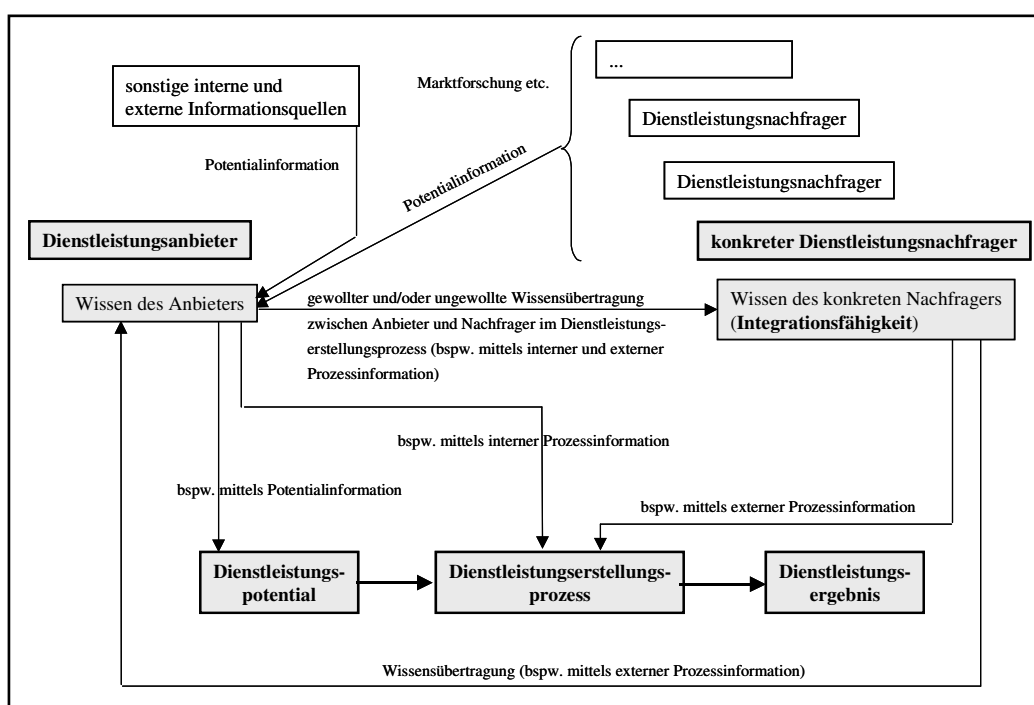 sonstige interne und
externe Informationsquellen
Marktforschung etc.
...
Dienstleistungsnachfrager
Dienstleistungsnachfrager
Potentialinformation
Potentialinformation
Dienstleistungsanbieter
konkreter Dienstleistungsnachfrager
Wissen des Anbieters
gewollter und/oder ungewollte Wissensübertragung
zwischen Anbieter und Nachfrager im Dienstleistungs-
erstellungsprozess (bspw. mittels interner und externer
Prozessinformation)
Wissen des konkreten Nachfragers
(Integrationsfähigkeit)
bspw. mittels interner Prozessinformation
bspw. mittels Potentialinformation
bspw. mittels externer Prozessinformation
Dienstleistungs-
potential
Dienstleistungserstellungs-
prozess
Dienstleistungs-
ergebnis
Wissensübertragung (bspw. mittels externer Prozessinformation)